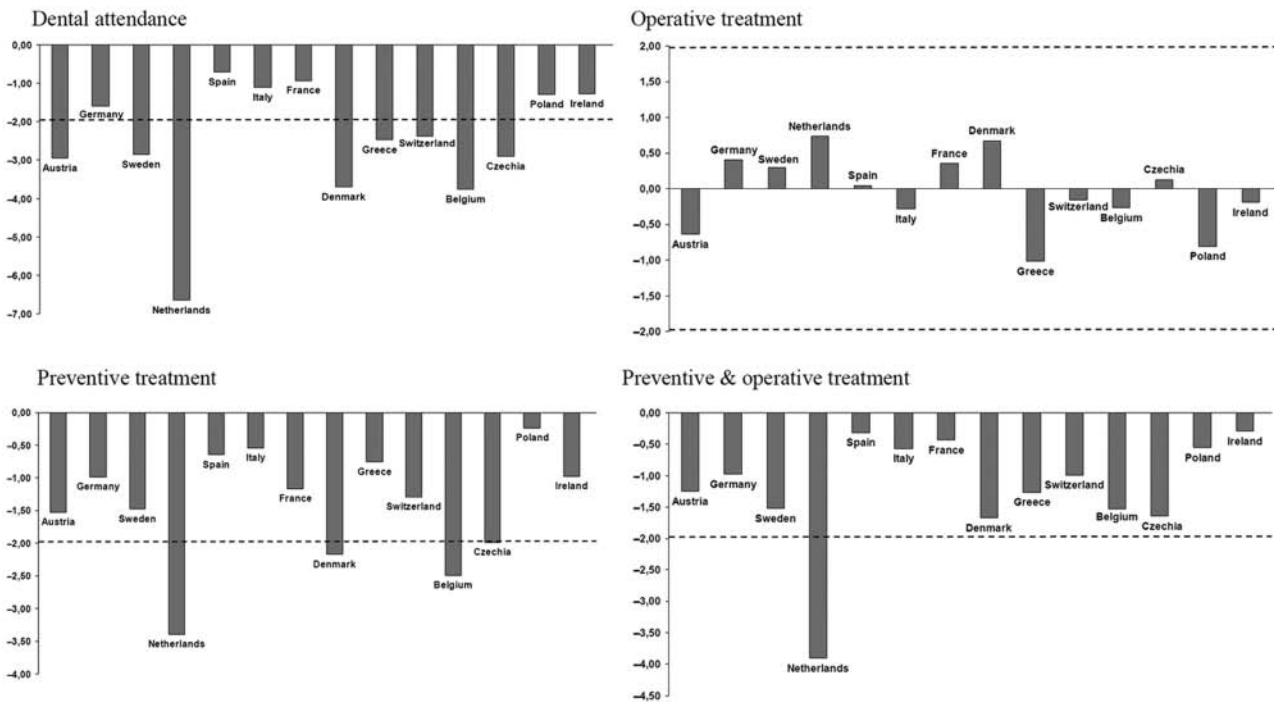 Dental attendance
0,00
–1,00
–2,00
–3,00
–4,00
–5,00
–6,00
–7,00
Austria
Germany
Sweden
Netherlands
Spain
Italy
France
Denmark
Greece
Switzerland
Belgium
Czechia
Poland
Ireland
Operative treatment
2,00
1,50
1,00
0,50
0,00
–0,50
–1,00
–1,50
–2,00
Austria
Germany
Sweden
Netherlands
Spain
Italy
France
Denmark
Greece
Switzerland
Belgium
Czechia
Poland
Ireland
Preventive treatment
0,00
–0,50
–1,00
–1,50
–2,00
–2,50
–3,00
–3,50
–4,00
Austria
Germany
Sweden
Netherlands
Spain
Italy
France
Denmark
Greece
Switzerland
Belgium
Czechia
Poland
Ireland
Preventive & operative treatment
0,00
–0,50
–1,00
–1,50
–2,00
–2,50
–3,00
–3,50
–4,00
–4,50
Austria
Germany
Sweden
Netherlands
Spain
Italy
France
Denmark
Greece
Switzerland
Belgium
Czechia
Poland
Ireland